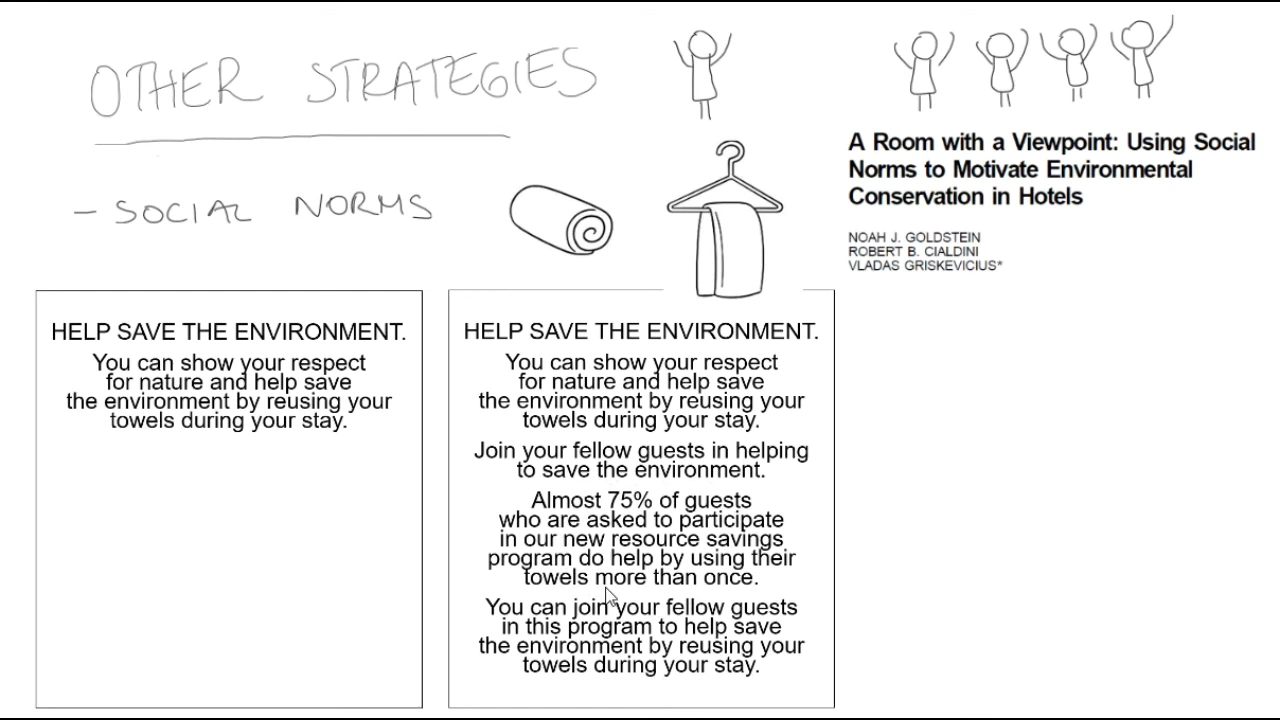 OTHER STRATEGIES
- SOCIAL NORMS
A Room with a Viewpoint: Using Social
Norms to Motivate Environmental
Conservation in Hotels
NOAH J. GOLDSTEIN
ROBERT B. CIALDINI
VLADAS GRISKEVICIUS*
HELP SAVE THE ENVIRONMENT.
You can show your respect
for nature and help save
the environment by reusing your
towels during your stay.
HELP SAVE THE ENVIRONMENT.
You can show your respect
for nature and help save
the environment by reusing your
towels during your stay.
Join your fellow guests in helping
to save the environment.
Almost 75% of guests
who are asked to participate
in our new resource savings
program do help by using their
towels more than once.
You can join your fellow guests
in this program to help save
the environment by reusing your
towels during your stay.